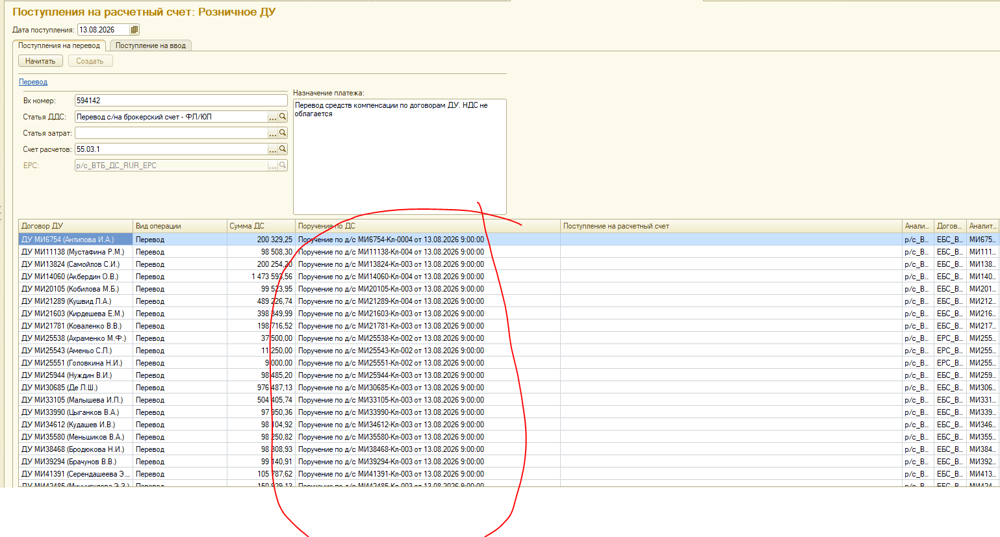 Поступления на расчетный счет: Розничное ДУ
Дата поступления: 13.08.2026
Поступления на перевод Поступление на ввод
Начитать Создать
Перевод
Вх номер: 594142
Статья ДДС: Перевод с/на брокерский счет - ФЛ/ЮЛ ...
Статья затрат: ...
Счет расчетов: 55.03.1 ...
ЕРС: р/с_ВТБ_ДС_RUR_ЕРС ...
Назначение платежа:
Перевод средств компенсации по договорам ДУ. НДС не
облагается
Договор ДУ Вид операции Сумма ДС Поручение по ДС Поступление на расчетный счет Анали... Догов... Аналит...
ДУ МИ6754 (Антипова И.А.) Перевод 200 329,25 Поручение по д/с МИ6754-Кл-0004 от 13.08.2026 9:00:00 р/с_В... ЕБС_В... МИ675...
ДУ МИ11138 (Мустафина Р.М.) Перевод 98 508,30 Поручение по д/с МИ11138-Кл-004 от 13.08.2026 9:00:00 р/с_В... ЕБС_В... МИ111...
ДУ МИ13824 (Самойлов С.И.) Перевод 200 254,20 Поручение по д/с МИ13824-Кл-003 от 13.08.2026 9:00:00 р/с_В... ЕБС_В... МИ138...
ДУ МИ14060 (Акбердин О.В.) Перевод 1 473 593,56 Поручение по д/с МИ14060-Кл-004 от 13.08.2026 9:00:00 р/с_В... ЕБС_В... МИ140...
ДУ МИ20105 (Кобилова М.Б.) Перевод 99 523,95 Поручение по д/с МИ20105-Кл-003 от 13.08.2026 9:00:00 р/с_В... ЕБС_В... МИ201...
ДУ МИ21289 (Кушвид Л.А.) Перевод 489 226,74 Поручение по д/с МИ21289-Кл-004 от 13.08.2026 9:00:00 р/с_В... ЕБС_В... МИ212...
ДУ МИ21603 (Кирдешева Е.М.) Перевод 398 349,99 Поручение по д/с МИ21603-Кл-003 от 13.08.2026 9:00:00 р/с_В... ЕБС_В... МИ216...
ДУ МИ21781 (Коваленко В.В.) Перевод 198 716,52 Поручение по д/с МИ21781-Кл-003 от 13.08.2026 9:00:00 р/с_В... ЕБС_В... МИ217...
ДУ МИ25538 (Ахраменко М.Ф.) Перевод 37 500,00 Поручение по д/с МИ25538-Кл-002 от 13.08.2026 9:00:00 р/с_В... ЕРС_В... МИ255...
ДУ МИ25543 (Аменьо С.П.) Перевод 11 250,00 Поручение по д/с МИ25543-Кл-002 от 13.08.2026 9:00:00 р/с_В... ЕРС_В... МИ255...
ДУ МИ25551 (Головкина Н.И.) Перевод 9 000,00 Поручение по д/с МИ25551-Кл-002 от 13.08.2026 9:00:00 р/с_В... ЕРС_В... МИ255...
ДУ МИ25944 (Нуждин В.И.) Перевод 98 485,20 Поручение по д/с МИ25944-Кл-003 от 13.08.2026 9:00:00 р/с_В... ЕБС_В... МИ259...
ДУ МИ30685 (Де Л.Ш.) Перевод 976 487,13 Поручение по д/с МИ30685-Кл-003 от 13.08.2026 9:00:00 р/с_В... ЕБС_В... МИ306...
ДУ МИ33105 (Малышева И.П.) Перевод 504 405,74 Поручение по д/с МИ33105-Кл-003 от 13.08.2026 9:00:00 р/с_В... ЕБС_В... МИ331...
ДУ МИ33990 (Цыганков В.А.) Перевод 97 950,36 Поручение по д/с МИ33990-Кл-003 от 13.08.2026 9:00:00 р/с_В... ЕБС_В... МИ339...
ДУ МИ34612 (Кудашев И.В.) Перевод 98 104,92 Поручение по д/с МИ34612-Кл-003 от 13.08.2026 9:00:00 р/с_В... ЕБС_В... МИ346...
ДУ МИ35580 (Меньшиков В.А.) Перевод 98 250,82 Поручение по д/с МИ35580-Кл-003 от 13.08.2026 9:00:00 р/с_В... ЕБС_В... МИ355...
ДУ МИ38468 (Бродюкова Н.И.) Перевод 98 308,93 Поручение по д/с МИ38468-Кл-003 от 13.08.2026 9:00:00 р/с_В... ЕБС_В... МИ384...
ДУ МИ39294 (Брачунов В.В.) Перевод 99 140,91 Поручение по д/с МИ39294-Кл-003 от 13.08.2026 9:00:00 р/с_В... ЕБС_В... МИ392...
ДУ МИ41391 (Серендашеева Э.... Перевод 105 787,62 Поручение по д/с МИ41391-Кл-003 от 13.08.2026 9:00:00 р/с_В... ЕБС_В... МИ413...
ДУ МИ42485 Перевод Поручение по д/с МИ42485-Кл-003 от 13.08.2026 9:00:00 р/с_В... ЕБС_В... МИ424...